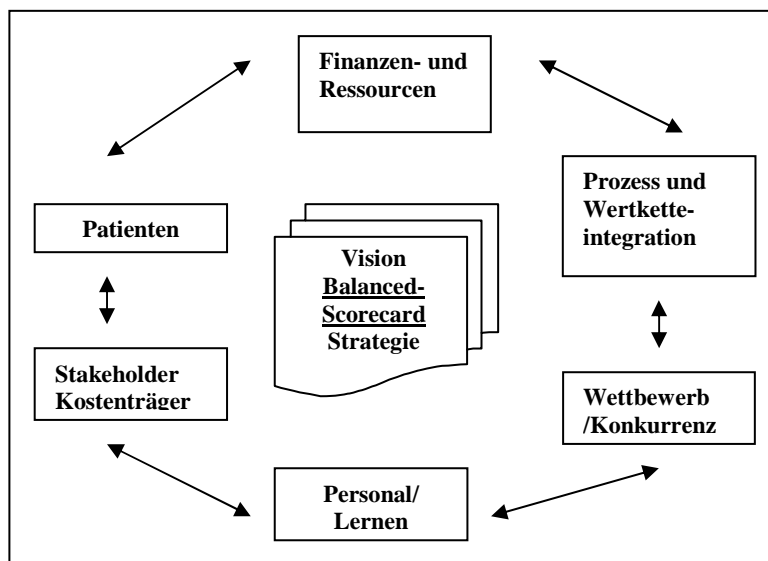 Finanzen- und
Ressourcen
Prozess und
Wertkette-
integration
Patienten
Vision
Balanced-
Scorecard
Strategie
Stakeholder
Kostenträger
Wettbewerb
/Konkurrenz
Personal/
Lernen